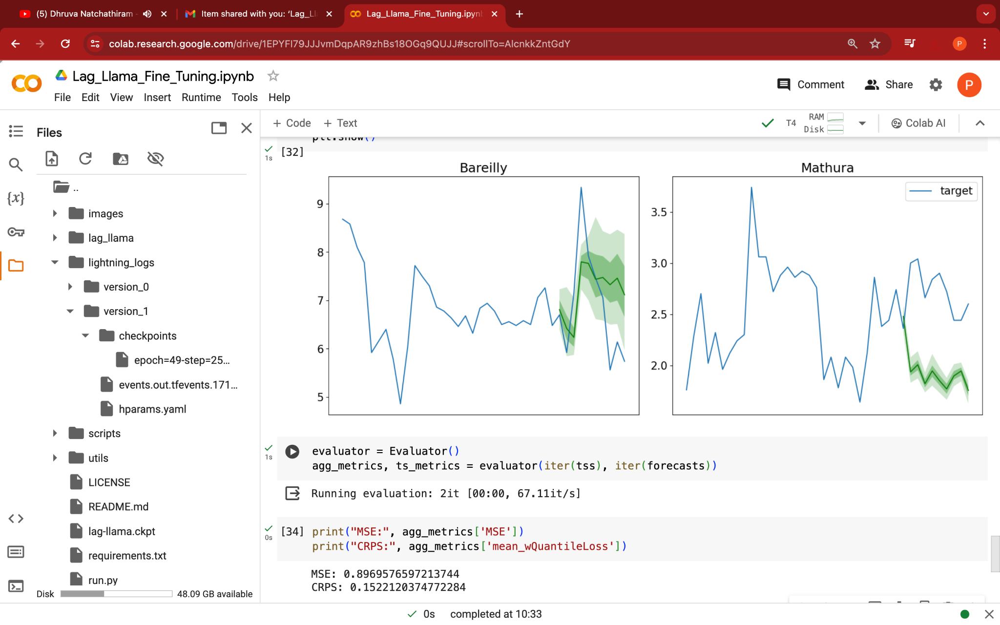 (5) Dhruva Natchathiram -
Item shared with you: ‘Lag_Ll
Lag_Llama_Fine_Tuning.ipyn
colab.research.google.com/drive/1EPYFl79JJJvmDqpAR9zhBs18OGq9QUJJ#scrollTo=AlcnkkZntGdY
P
Lag_Llama_Fine_Tuning.ipynb
File Edit View Insert Runtime Tools Help
Comment
Share
P
Files
+ Code + Text
T4
RAM
Disk
Colab AI
..
images
lag_llama
lightning_logs
version_0
version_1
checkpoints
epoch=49-step=25...
events.out.tfevents.171...
hparams.yaml
scripts
utils
LICENSE
README.md
lag-llama.ckpt
requirements.txt
run.py
Disk
48.09 GB available
{x}
plt.show()
1s
[32]
Bareilly
9
8
7
6
5
Mathura
target
3.5
3.0
2.5
2.0
1s
evaluator = Evaluator()
agg_metrics, ts_metrics = evaluator(iter(tss), iter(forecasts))
Running evaluation: 2it [00:00, 67.11it/s]
0s
[34] print("MSE:", agg_metrics['MSE'])
print("CRPS:", agg_metrics['mean_wQuantileLoss'])
MSE: 0.8969576597213744
CRPS: 0.1522120374772284
0s completed at 10:33